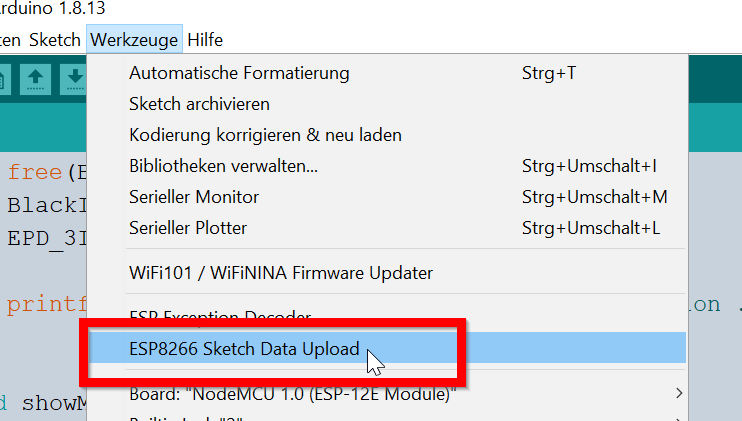 Arduino 1.8.13
ten Sketch Werkzeuge Hilfe
Automatische Formatierung Strg+T
Sketch archivieren
Kodierung korrigieren & neu laden
Bibliotheken verwalten... Strg+Umschalt+I
Serieller Monitor Strg+Umschalt+M
Serieller Plotter Strg+Umschalt+L
free(B
BlackI
EPD_3I
WiFi101 / WiFiNINA Firmware Updater
printf
ion .
ESP Exception Decoder
ESP8266 Sketch Data Upload
Board: "NodeMCU 1.0 (ESP-12E Module)"
d showM